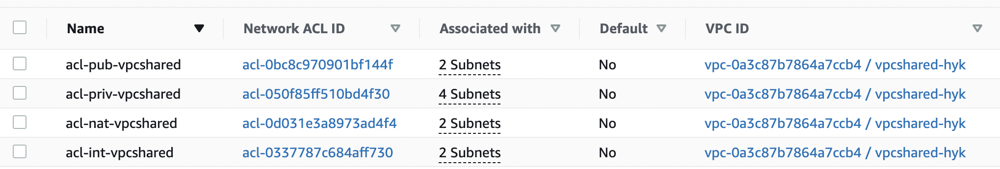 Name Network ACL ID Associated with Default VPC ID
acl-pub-vpcshared acl-0bc8c970901bf144f 2 Subnets No vpc-0a3c87b7864a7ccb4 / vpcshared-hyk
acl-priv-vpcshared acl-050f85ff510bd4f30 4 Subnets No vpc-0a3c87b7864a7ccb4 / vpcshared-hyk
acl-nat-vpcshared acl-0d031e3a8973ad4f4 2 Subnets No vpc-0a3c87b7864a7ccb4 / vpcshared-hyk
acl-int-vpcshared acl-0337787c684aff730 2 Subnets No vpc-0a3c87b7864a7ccb4 / vpcshared-hyk